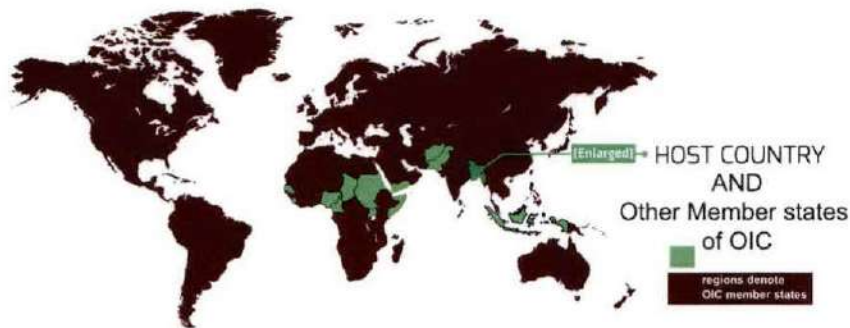 [Enlarged]
HOST COUNTRY
AND
Other Member states
of OIC
regions denote
OIC member states